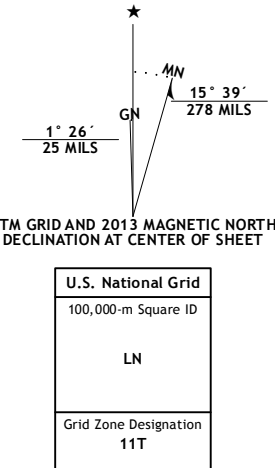 MN
GN
15° 39´
278 MILS
1° 26´
25 MILS
TM GRID AND 2013 MAGNETIC NORTH
DECLINATION AT CENTER OF SHEET
U.S. National Grid
100,000-m Square ID
LN
Grid Zone Designation
11T